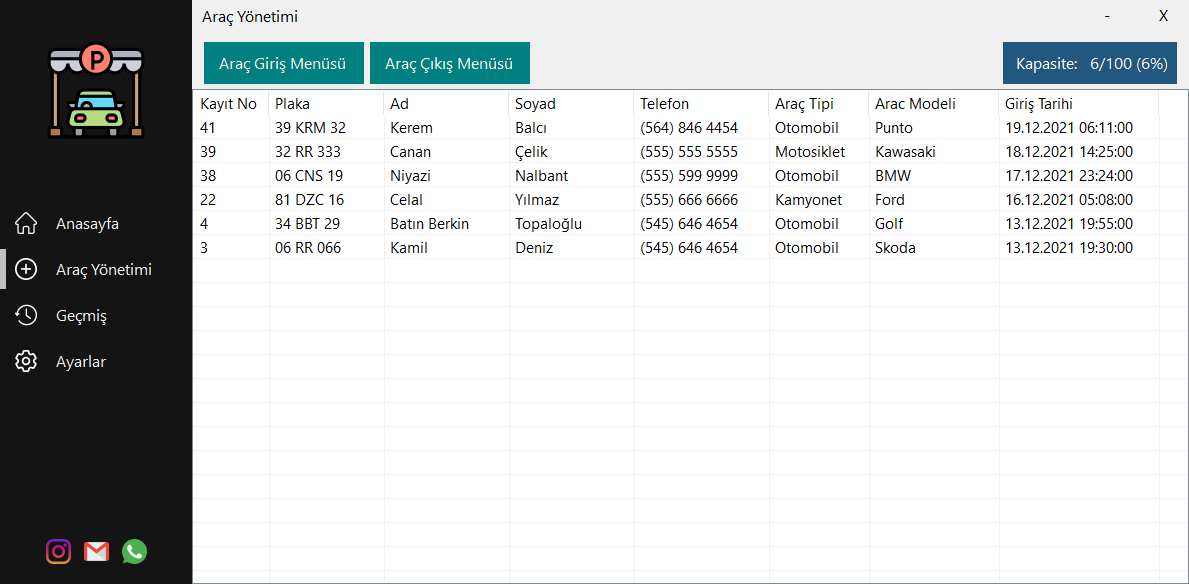 P
Araç Yönetimi - X
Araç Giriş Menüsü Araç Çıkış Menüsü Kapasite: 6/100 (6%)
Kayıt No Plaka Ad Soyad Telefon Araç Tipi Arac Modeli Giriş Tarihi
41 39 KRM 32 Kerem Balcı (564) 846 4454 Otomobil Punto 19.12.2021 06:11:00
39 32 RR 333 Canan Çelik (555) 555 5555 Motosiklet Kawasaki 18.12.2021 14:25:00
38 06 CNS 19 Niyazi Nalbant (555) 599 9999 Otomobil BMW 17.12.2021 23:24:00
22 81 DZC 16 Celal Yılmaz (555) 666 6666 Kamyonet Ford 16.12.2021 05:08:00
4 34 BBT 29 Batın Berkin Topaloğlu (545) 646 4654 Otomobil Golf 13.12.2021 19:55:00
3 06 RR 066 Kamil Deniz (545) 646 4654 Otomobil Skoda 13.12.2021 19:30:00
Anasayfa
Araç Yönetimi
Geçmiş
Ayarlar